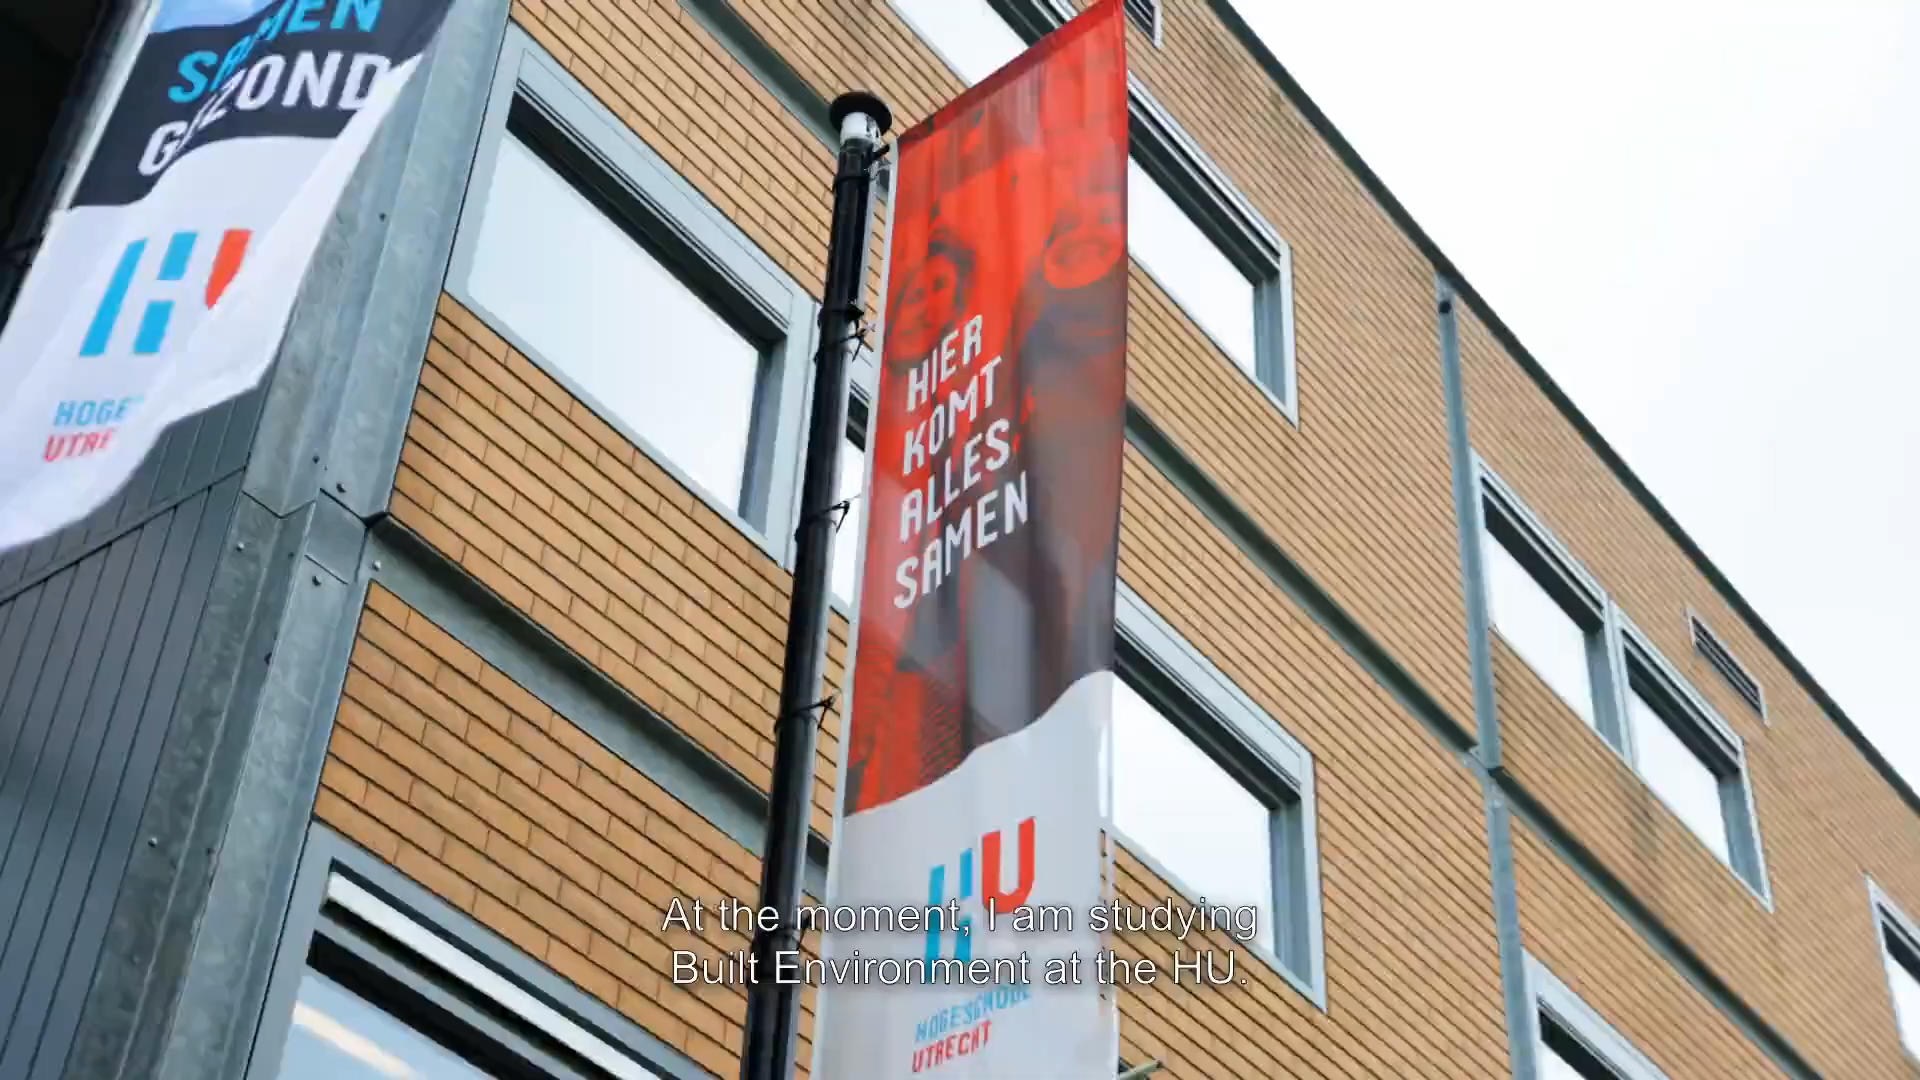 SAMEN
GEZOND
HU
HOGE
UTRE
HIER
KOMT
ALLES
SAMEN
HU
HOGESCHOOL
UTRECHT
At the moment, I am studying
Built Environment at the HU.